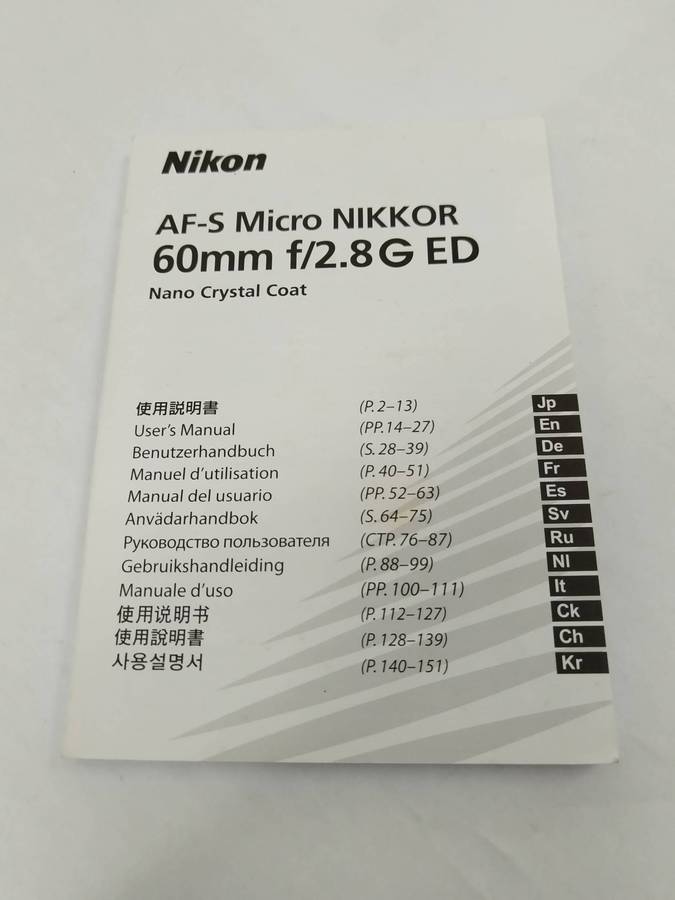 Nikon
AF-S Micro NIKKOR
60mm f/2.8G ED
Nano Crystal Coat
使用説明書 (P. 2–13) Jp
User's Manual (PP. 14–27) En
Benutzerhandbuch (S. 28–39) De
Manuel d'utilisation (P. 40–51) Fr
Manual del usuario (PP. 52–63) Es
Anvädarhandbok (S. 64–75) Sv
Руководство пользователя (CTP. 76–87) Ru
Gebruikshandleiding (P. 88–99) Nl
Manuale d'uso (PP. 100–111) It
使用说明书 (P. 112–127) Ck
使用說明書 (P. 128–139) Ch
사용설명서 (P. 140–151) Kr